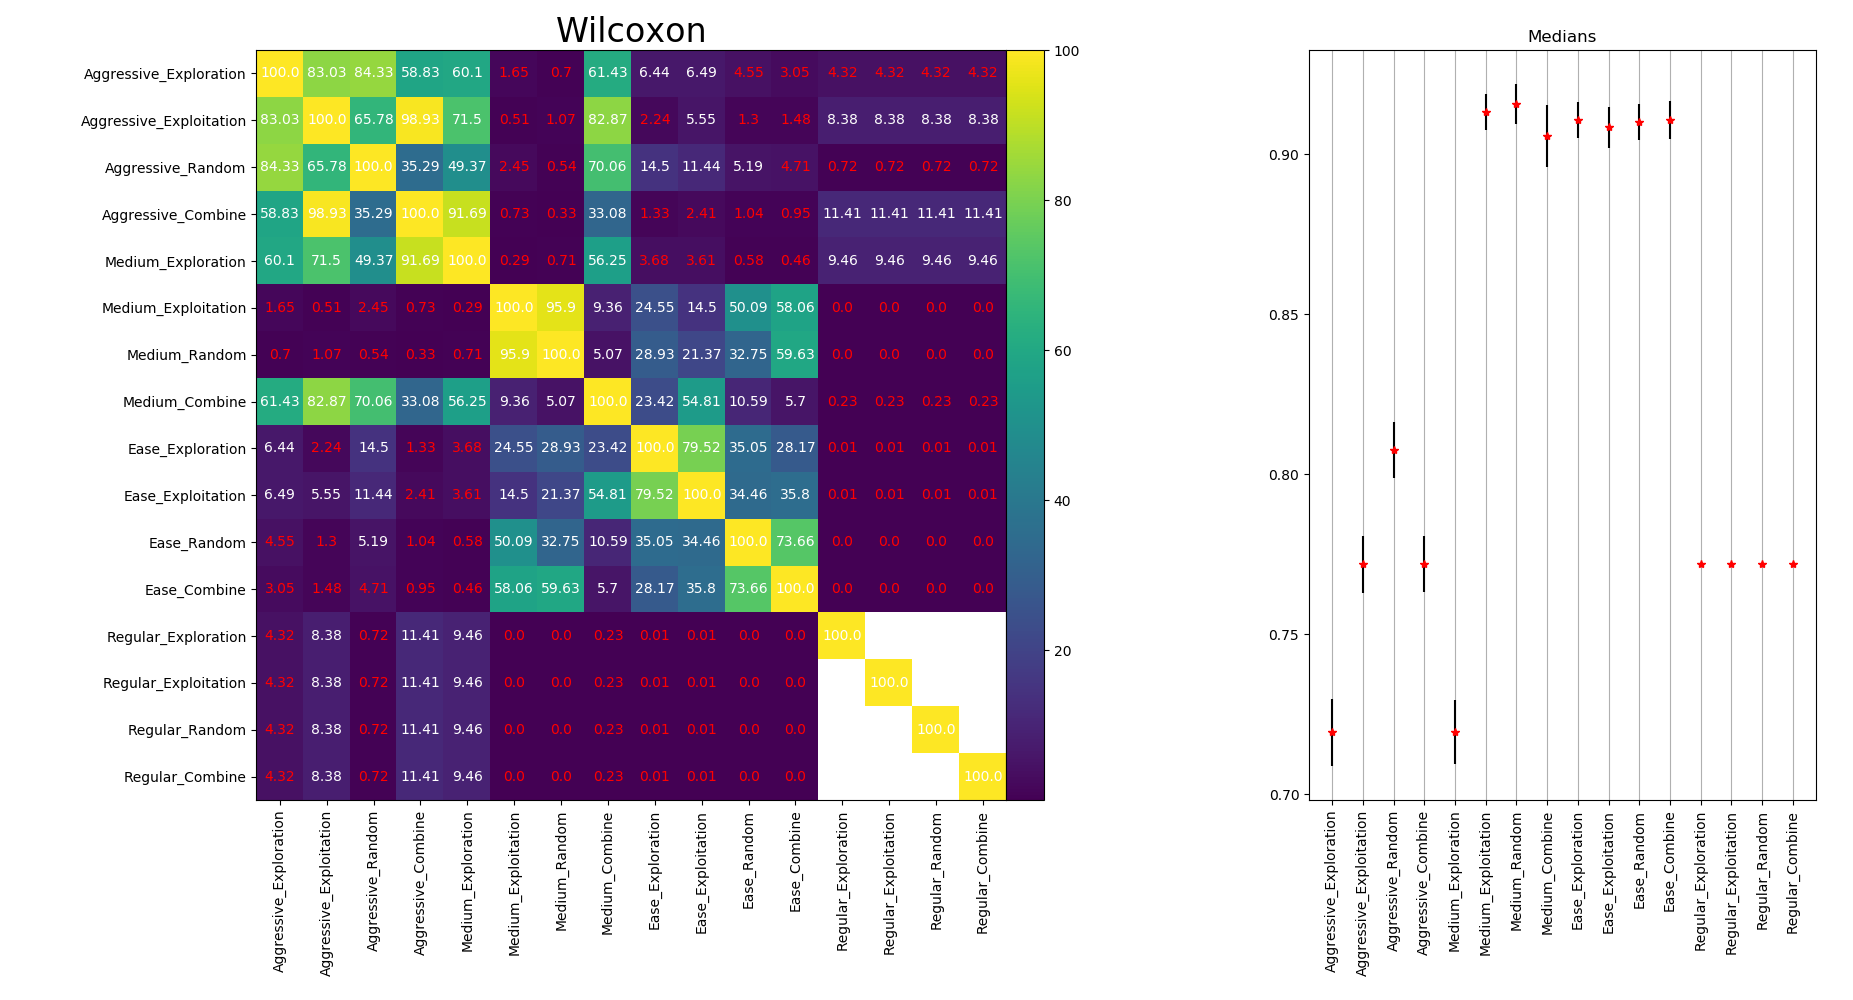 Wilcoxon
Aggressive_Exploration 100.0 83.03 84.33 58.83 60.1 1.65 0.7 61.43 6.44 6.49 4.55 3.05 4.32 4.32 4.32 4.32
Aggressive_Exploitation 83.03 100.0 65.78 98.93 71.5 0.51 1.07 82.87 2.24 5.55 1.3 1.48 8.38 8.38 8.38 8.38
Aggressive_Random 84.33 65.78 100.0 35.29 49.37 2.45 0.54 70.06 14.5 11.44 5.19 4.71 0.72 0.72 0.72 0.72
Aggressive_Combine 58.83 98.93 35.29 100.0 91.69 0.73 0.33 33.08 1.33 2.41 1.04 0.95 11.41 11.41 11.41 11.41
Medium_Exploration 60.1 71.5 49.37 91.69 100.0 0.29 0.71 56.25 3.68 3.61 0.58 0.46 9.46 9.46 9.46 9.46
Medium_Exploitation 1.65 0.51 2.45 0.73 0.29 100.0 95.9 9.36 24.55 14.5 50.09 58.06 0.0 0.0 0.0 0.0
Medium_Random 0.7 1.07 0.54 0.33 0.71 95.9 100.0 5.07 28.93 21.37 32.75 59.63 0.0 0.0 0.0 0.0
Medium_Combine 61.43 82.87 70.06 33.08 56.25 9.36 5.07 100.0 23.42 54.81 10.59 5.7 0.23 0.23 0.23 0.23
Ease_Exploration 6.44 2.24 14.5 1.33 3.68 24.55 28.93 23.42 100.0 79.52 35.05 28.17 0.01 0.01 0.01 0.01
Ease_Exploitation 6.49 5.55 11.44 2.41 3.61 14.5 21.37 54.81 79.52 100.0 34.46 35.8 0.01 0.01 0.01 0.01
Ease_Random 4.55 1.3 5.19 1.04 0.58 50.09 32.75 10.59 35.05 34.46 100.0 73.66 0.0 0.0 0.0 0.0
Ease_Combine 3.05 1.48 4.71 0.95 0.46 58.06 59.63 5.7 28.17 35.8 73.66 100.0 0.0 0.0 0.0 0.0
Regular_Exploration 4.32 8.38 0.72 11.41 9.46 0.0 0.0 0.23 0.01 0.01 0.0 0.0 100.0
Regular_Exploitation 4.32 8.38 0.72 11.41 9.46 0.0 0.0 0.23 0.01 0.01 0.0 0.0 100.0
Regular_Random 4.32 8.38 0.72 11.41 9.46 0.0 0.0 0.23 0.01 0.01 0.0 0.0 100.0
Regular_Combine 4.32 8.38 0.72 11.41 9.46 0.0 0.0 0.23 0.01 0.01 0.0 0.0 100.0
Aggressive_Exploration
Aggressive_Exploitation
Aggressive_Random
Aggressive_Combine
Medium_Exploration
Medium_Exploitation
Medium_Random
Medium_Combine
Ease_Exploration
Ease_Exploitation
Ease_Random
Ease_Combine
Regular_Exploration
Regular_Exploitation
Regular_Random
Regular_Combine
100
80
60
40
20
Medians
0.90
0.85
0.80
0.75
0.70
Aggressive_Exploration
Aggressive_Exploitation
Aggressive_Random
Aggressive_Combine
Medium_Exploration
Medium_Exploitation
Medium_Random
Medium_Combine
Ease_Exploration
Ease_Exploitation
Ease_Random
Ease_Combine
Regular_Exploration
Regular_Exploitation
Regular_Random
Regular_Combine